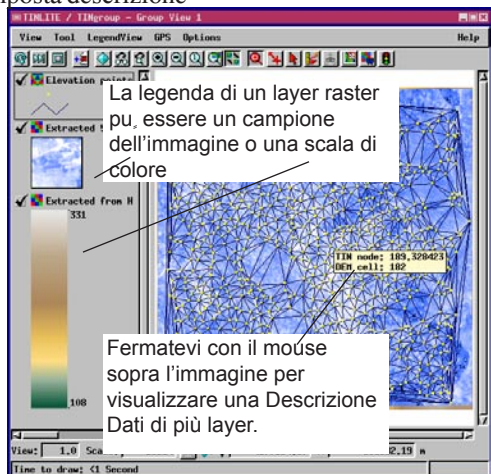 posta descrizione
TINLITE / TINgroup - Group View 1
View Tool LegendView GPS Options Help
Elevation points
La legenda di un layer raster
pu, essere un campione
dell'immagine o una scala di
colore
Extracted
Extracted from H
331
TIN node: 189,328423
DEM cell: 182
Fermatevi con il mouse
sopra l'immagine per
visualizzare una Descrizione
Dati di più layer.
108
View: 1.0 Sca 2.19 m
Time to draw: <1 Second